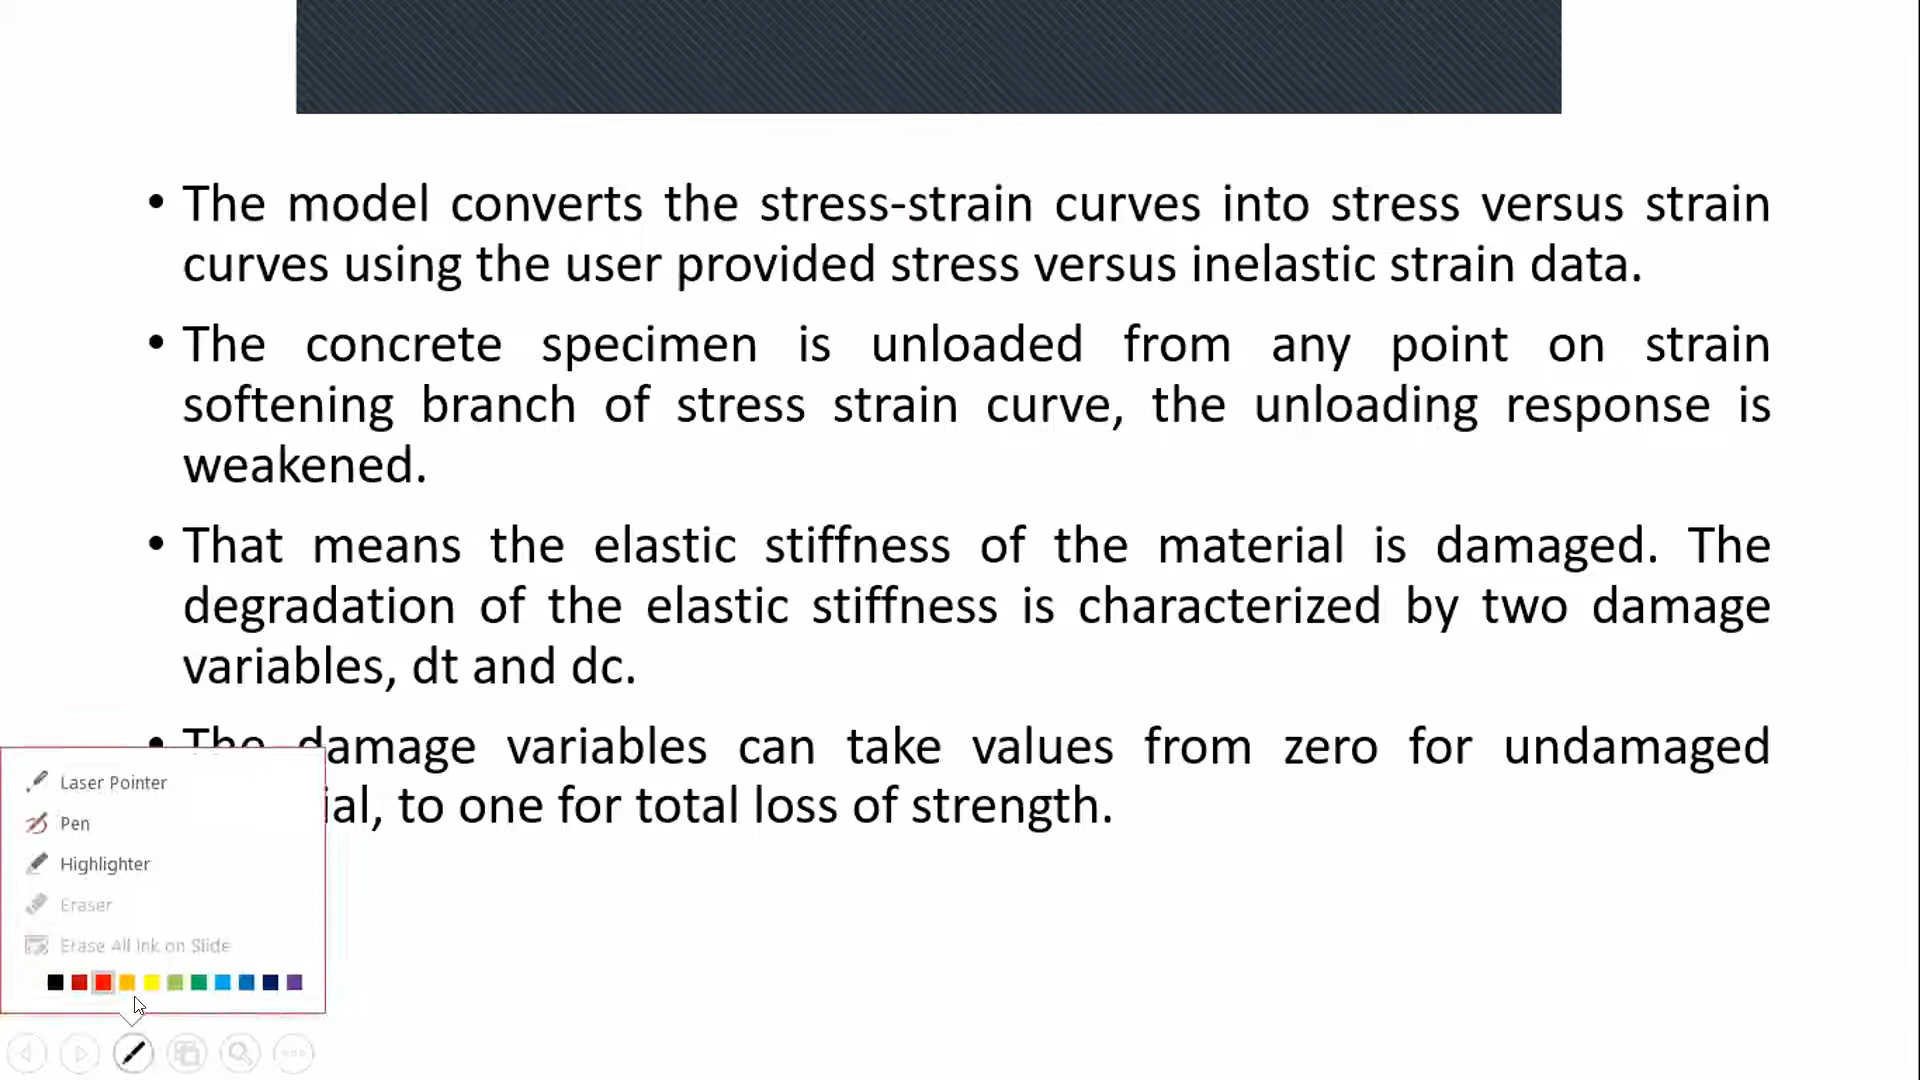 • The model converts the stress-strain curves into stress versus strain
curves using the user provided stress versus inelastic strain data.
• The concrete specimen is unloaded from any point on strain
softening branch of stress strain curve, the unloading response is
weakened.
• That means the elastic stiffness of the material is damaged. The
degradation of the elastic stiffness is characterized by two damage
variables, dt and dc.
• The damage variables can take values from zero for undamaged
to one for total loss of strength.
Laser Pointer
Pen
Highlighter
Eraser
Erase All Ink on Slide